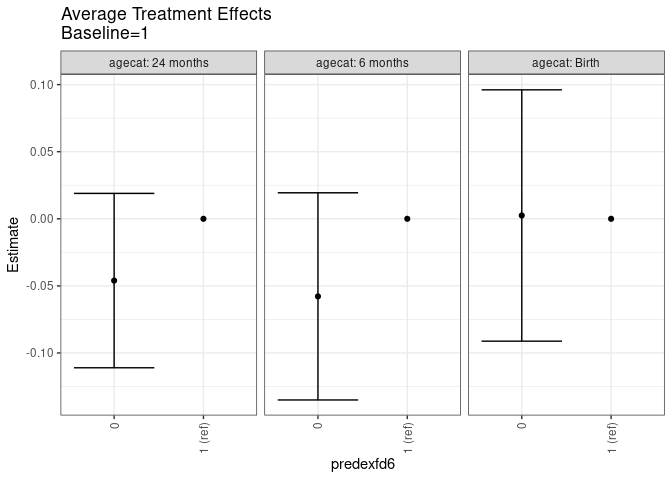 Average Treatment Effects
Baseline=1
agecat: 24 months
agecat: 6 months
agecat: Birth
0.10
0.05
0.00
-0.05
-0.10
Estimate
0
1 (ref)
0
1 (ref)
0
1 (ref)
predexfd6